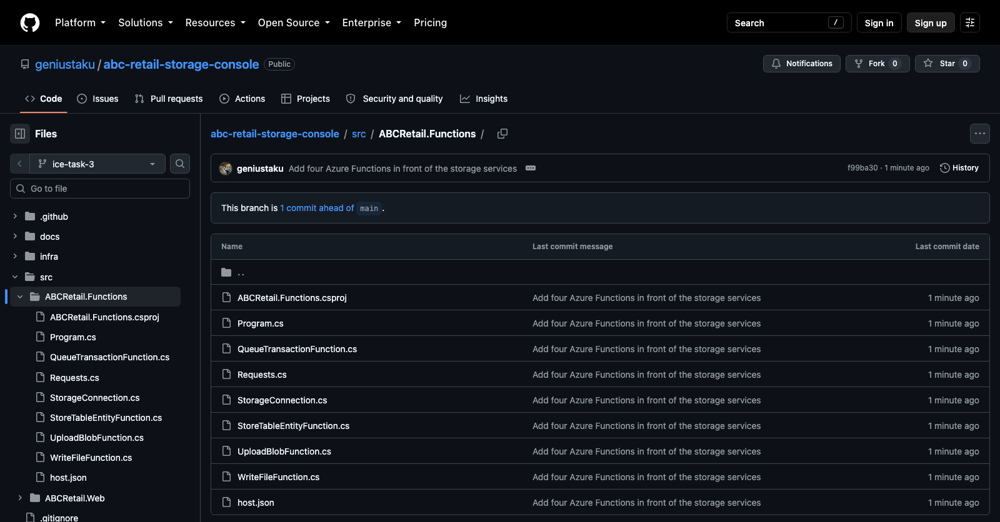 Platform Solutions Resources Open Source Enterprise Pricing Search / Sign in Sign up
geniustaku / abc-retail-storage-console Public Notifications Fork 0 Star 0
Code Issues Pull requests Actions Projects Security and quality Insights
Files
ice-task-3
Go to file
.github
docs
infra
src
ABCRetail.Functions
ABCRetail.Functions.csproj
Program.cs
QueueTransactionFunction.cs
Requests.cs
StorageConnection.cs
StoreTableEntityFunction.cs
UploadBlobFunction.cs
WriteFileFunction.cs
host.json
ABCRetail.Web
.gitignore
abc-retail-storage-console / src / ABCRetail.Functions /
geniustaku Add four Azure Functions in front of the storage services f99ba30 · 1 minute ago History
This branch is 1 commit ahead of main.
Name Last commit message Last commit date
..
ABCRetail.Functions.csproj Add four Azure Functions in front of the storage services 1 minute ago
Program.cs Add four Azure Functions in front of the storage services 1 minute ago
QueueTransactionFunction.cs Add four Azure Functions in front of the storage services 1 minute ago
Requests.cs Add four Azure Functions in front of the storage services 1 minute ago
StorageConnection.cs Add four Azure Functions in front of the storage services 1 minute ago
StoreTableEntityFunction.cs Add four Azure Functions in front of the storage services 1 minute ago
UploadBlobFunction.cs Add four Azure Functions in front of the storage services 1 minute ago
WriteFileFunction.cs Add four Azure Functions in front of the storage services 1 minute ago
host.json Add four Azure Functions in front of the storage services 1 minute ago